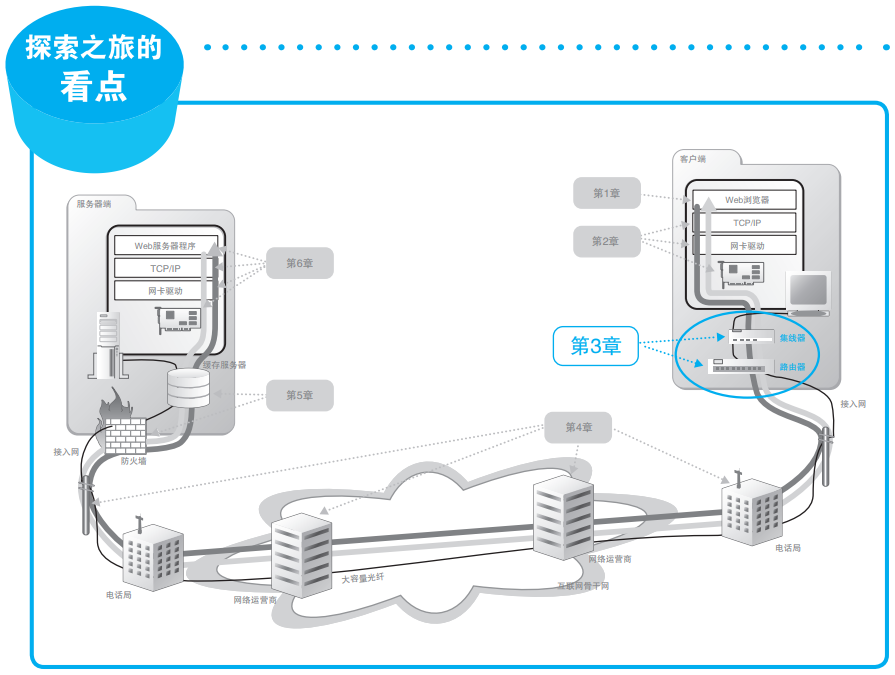 探索之旅的
看点
客户端
第1章
Web浏览器
TCP/IP
第2章
网卡驱动
服务器端
Web服务器程序
TCP/IP
网卡驱动
第6章
第3章
集线器
路由器
缓存服务器
第5章
接入网
第4章
接入网
防火墙
电话局
网络运营商
大容量光纤
网络运营商
互联网骨干网
电话局